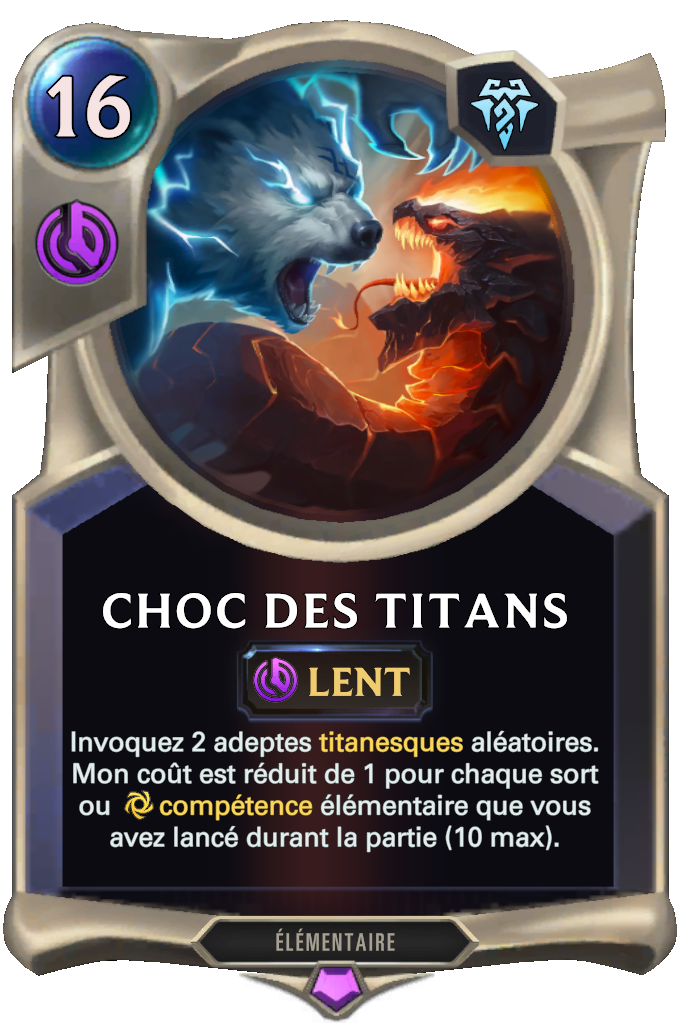 16
CHOC DES TITANS
LENT
Invoquez 2 adeptes titanesques aléatoires.
Mon coût est réduit de 1 pour chaque sort
ou compétence élémentaire que vous
avez lancé durant la partie (10 max).
ÉLÉMENTAIRE